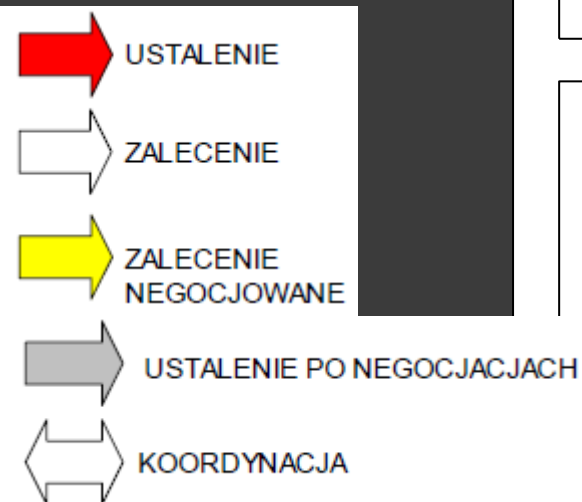 USTALENIE
ZALECENIE
ZALECENIE
NEGOCJOWANE
USTALENIE PO NEGOCJACJACH
KOORDYNACJA